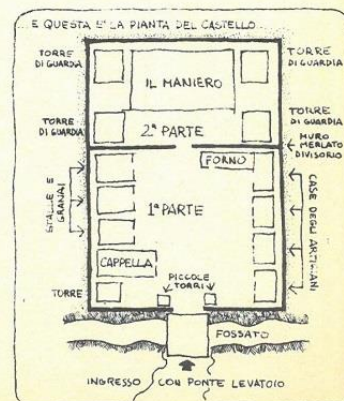 ...E QUESTA E' LA PIANTA DEL CASTELLO...
TORRE
DI GUARDIA
TORRE
DI GUARDIA
IL MANIERO
TORRE
DI GUARDIA
TORRE
DI GUARDIA
2ª PARTE
MURO
MERLATO
DIVISORIO
FORNO
STALLE E
GRANAI
1ª PARTE
CASE DEGLI ARTIGIANI
CAPPELLA
PICCOLE
TORRI
TORRE
FOSSATO
INGRESSO CON PONTE LEVATOIO